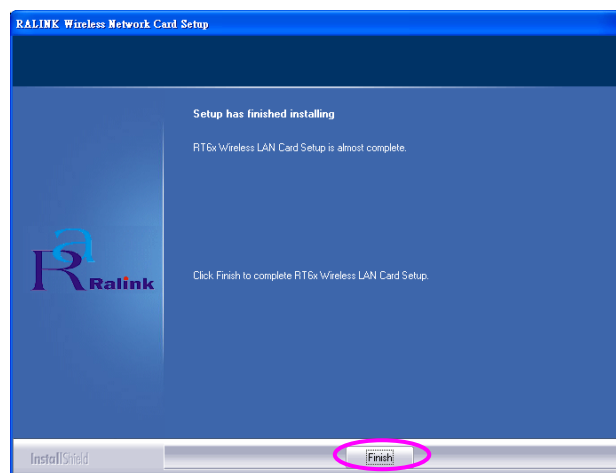 RALINK Wireless Network Card Setup
Setup has finished installing
RT6x Wireless LAN Card Setup is almost complete.
Ra
Ralink
Click Finish to complete RT6x Wireless LAN Card Setup.
InstallShield
Finish